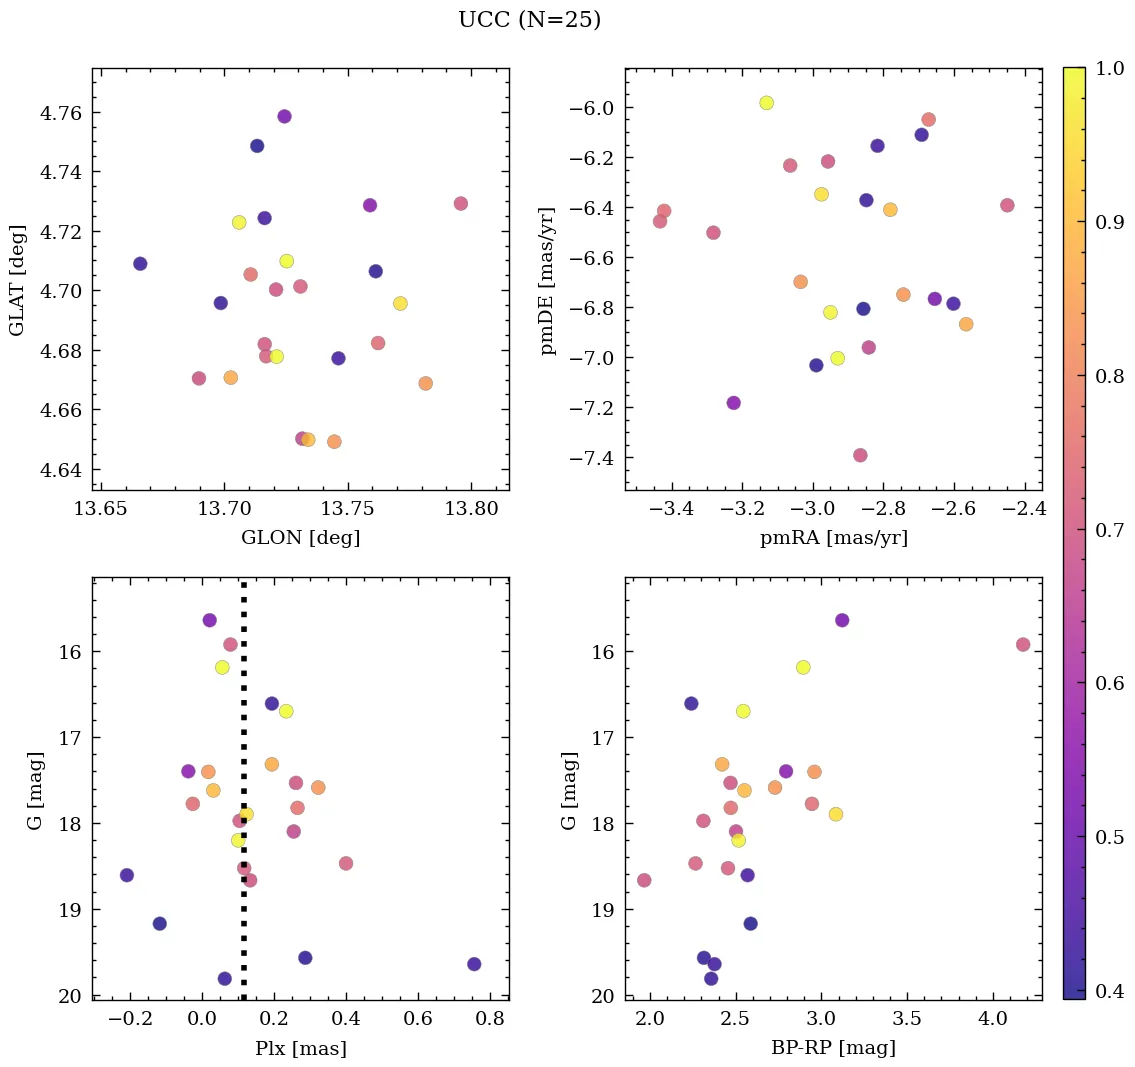 UCC (N=25)
4.76
4.74
4.72
4.70
4.68
4.66
4.64
GLAT [deg]
13.65 13.70 13.75 13.80
GLON [deg]
−6.0
−6.2
−6.4
−6.6
−6.8
−7.0
−7.2
−7.4
pmDE [mas/yr]
−3.4 −3.2 −3.0 −2.8 −2.6 −2.4
pmRA [mas/yr]
1.0
0.9
0.8
0.7
0.6
0.5
0.4
16
17
18
19
20
G [mag]
−0.2 0.0 0.2 0.4 0.6 0.8
Plx [mas]
16
17
18
19
20
G [mag]
2.0 2.5 3.0 3.5 4.0
BP-RP [mag]